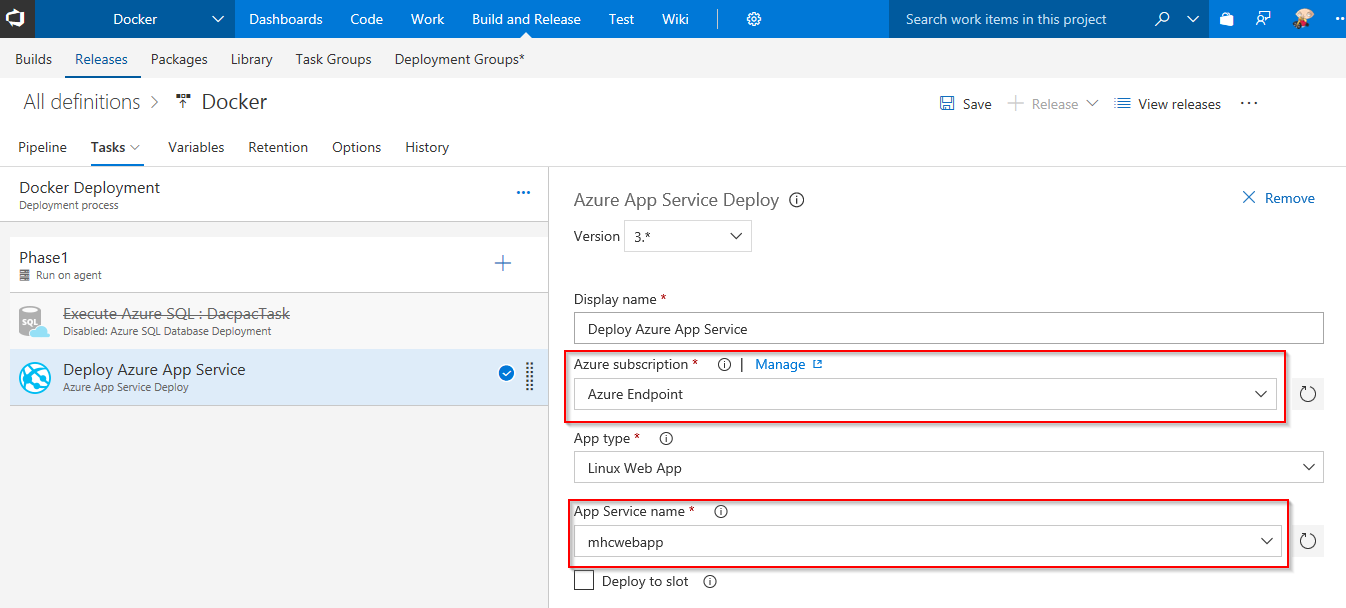 Docker Dashboards Code Work Build and Release Test Wiki Search work items in this project
Builds Releases Packages Library Task Groups Deployment Groups*
All definitions > Docker Save + Release View releases ...
Pipeline Tasks Variables Retention Options History
Docker Deployment ...
Deployment process
Phase1
Run on agent
SQL
Execute Azure SQL : DacpacTask
Disabled: Azure SQL Database Deployment
Deploy Azure App Service
Azure App Service Deploy
Azure App Service Deploy Remove
Version 3.*
Display name *
Deploy Azure App Service
Azure subscription * | Manage
Azure Endpoint
App type *
Linux Web App
App Service name *
mhcwebapp
Deploy to slot